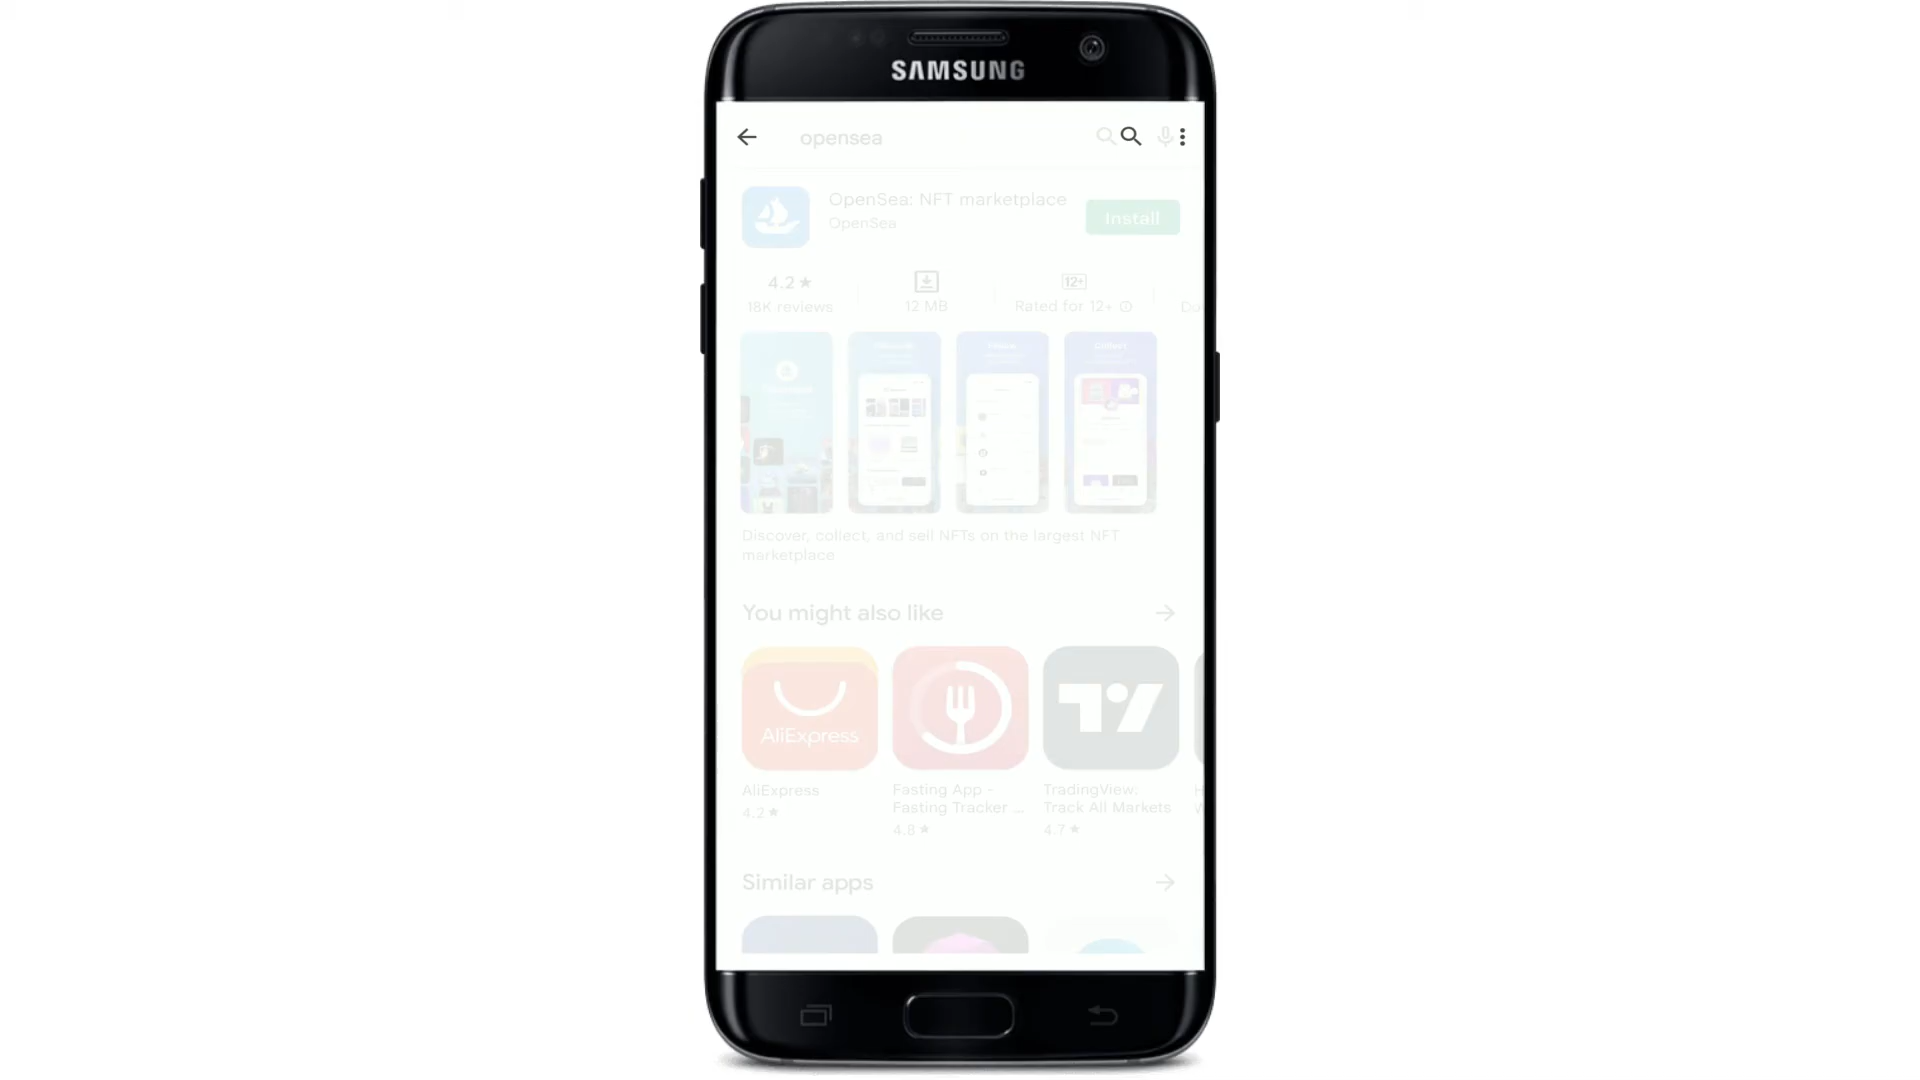 SAMSUNG
opensea
OpenSea: NFT marketplace
OpenSea
Install
4.2 ★
18K reviews
12 MB
12+
Rated for 12+
Do
Collect
Discover, collect, and sell NFTs on the largest NFT
marketplace
You might also like
AliExpress
AliExpress
4.2 ★
Fasting App -
Fasting Tracker ...
4.8 ★
TradingView:
Track All Markets
4.7 ★
H
W
Similar apps